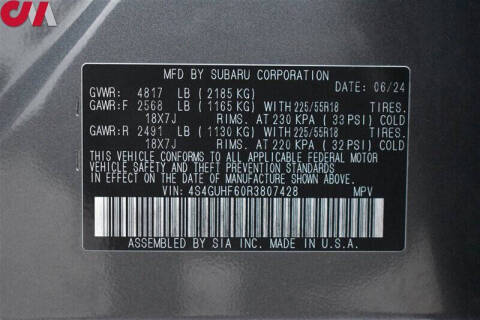 CIA
MFD BY SUBARU CORPORATION
DATE: 06/24
GVWR: 4817 LB (2185 KG)
GAWR:F 2568 LB (1165 KG) WITH 225/55R18 TIRES.
18X7J RIMS. AT 230 KPA (33 PSI) COLD
GAWR:R 2491 LB (1130 KG) WITH 225/55R18 TIRES.
18X7J RIMS. AT 220 KPA (32 PSI) COLD
THIS VEHICLE CONFORMS TO ALL APPLICABLE FEDERAL MOTOR
VEHICLE SAFETY AND THEFT PREVENTION STANDARDS
IN EFFECT ON THE DATE OF MANUFACTURE SHOWN ABOVE.
VIN: 4S4GUHF60R3807428 MPV
ASSEMBLED BY SIA INC. MADE IN U.S.A.